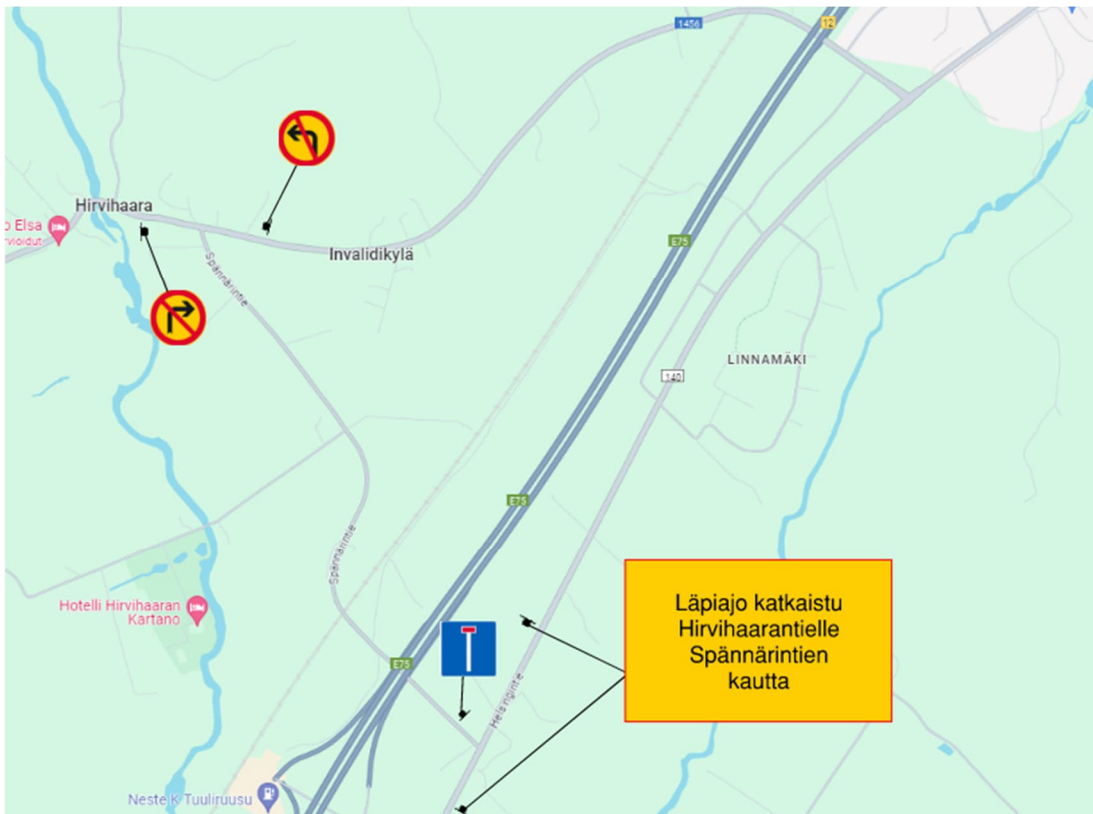 1456
12
Hirvihaara
o Elsa
rvioidut
Invalidikylä
Spännärintie
E75
LINNAMÄKI
140
E75
Spännärintie
Hotelli Hirvihaaran
Kartano
E75
Helsingintie
Läpiajo katkaistu
Hirvihaarantielle
Spännärintien
kautta
Neste K Tuuliruusu